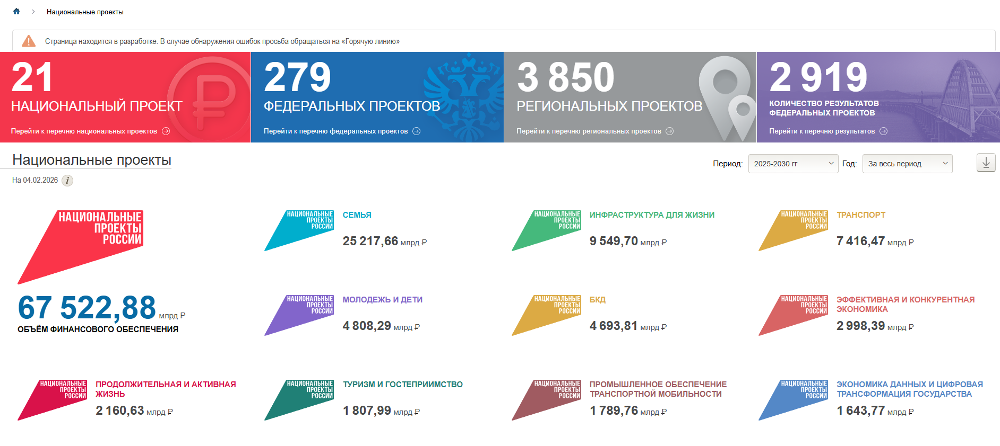 Национальные проекты
Страница находится в разработке. В случае обнаружения ошибок просьба обращаться на «Горячую линию»
21
НАЦИОНАЛЬНЫЙ ПРОЕКТ
Перейти к перечню национальных проектов
279
ФЕДЕРАЛЬНЫХ ПРОЕКТОВ
Перейти к перечню федеральных проектов
3 850
РЕГИОНАЛЬНЫХ ПРОЕКТОВ
Перейти к перечню региональных проектов
2 919
КОЛИЧЕСТВО РЕЗУЛЬТАТОВ
ФЕДЕРАЛЬНЫХ ПРОЕКТОВ
Перейти к перечню результатов
Национальные проекты
Период: 2025-2030 гг Год: За весь период
На 04.02.2026 i
НАЦИОНАЛЬНЫЕ
ПРОЕКТЫ
РОССИИ
67 522,88 млрд ₽
ОБЪЁМ ФИНАНСОВОГО ОБЕСПЕЧЕНИЯ
НАЦИОНАЛЬНЫЕ
ПРОЕКТЫ
РОССИИ
СЕМЬЯ
25 217,66 млрд ₽
НАЦИОНАЛЬНЫЕ
ПРОЕКТЫ
РОССИИ
ИНФРАСТРУКТУРА ДЛЯ ЖИЗНИ
9 549,70 млрд ₽
НАЦИОНАЛЬНЫЕ
ПРОЕКТЫ
РОССИИ
ТРАНСПОРТ
7 416,47 млрд ₽
НАЦИОНАЛЬНЫЕ
ПРОЕКТЫ
РОССИИ
МОЛОДЕЖЬ И ДЕТИ
4 808,29 млрд ₽
НАЦИОНАЛЬНЫЕ
ПРОЕКТЫ
РОССИИ
БКД
4 693,81 млрд ₽
НАЦИОНАЛЬНЫЕ
ПРОЕКТЫ
РОССИИ
ЭФФЕКТИВНАЯ И КОНКУРЕНТНАЯ
ЭКОНОМИКА
2 998,39 млрд ₽
НАЦИОНАЛЬНЫЕ
ПРОЕКТЫ
РОССИИ
ПРОДОЛЖИТЕЛЬНАЯ И АКТИВНАЯ
ЖИЗНЬ
2 160,63 млрд ₽
НАЦИОНАЛЬНЫЕ
ПРОЕКТЫ
РОССИИ
ТУРИЗМ И ГОСТЕПРИИМСТВО
1 807,99 млрд ₽
НАЦИОНАЛЬНЫЕ
ПРОЕКТЫ
РОССИИ
ПРОМЫШЛЕННОЕ ОБЕСПЕЧЕНИЕ
ТРАНСПОРТНОЙ МОБИЛЬНОСТИ
1 789,76 млрд ₽
НАЦИОНАЛЬНЫЕ
ПРОЕКТЫ
РОССИИ
ЭКОНОМИКА ДАННЫХ И ЦИФРОВАЯ
ТРАНСФОРМАЦИЯ ГОСУДАРСТВА
1 643,77 млрд ₽